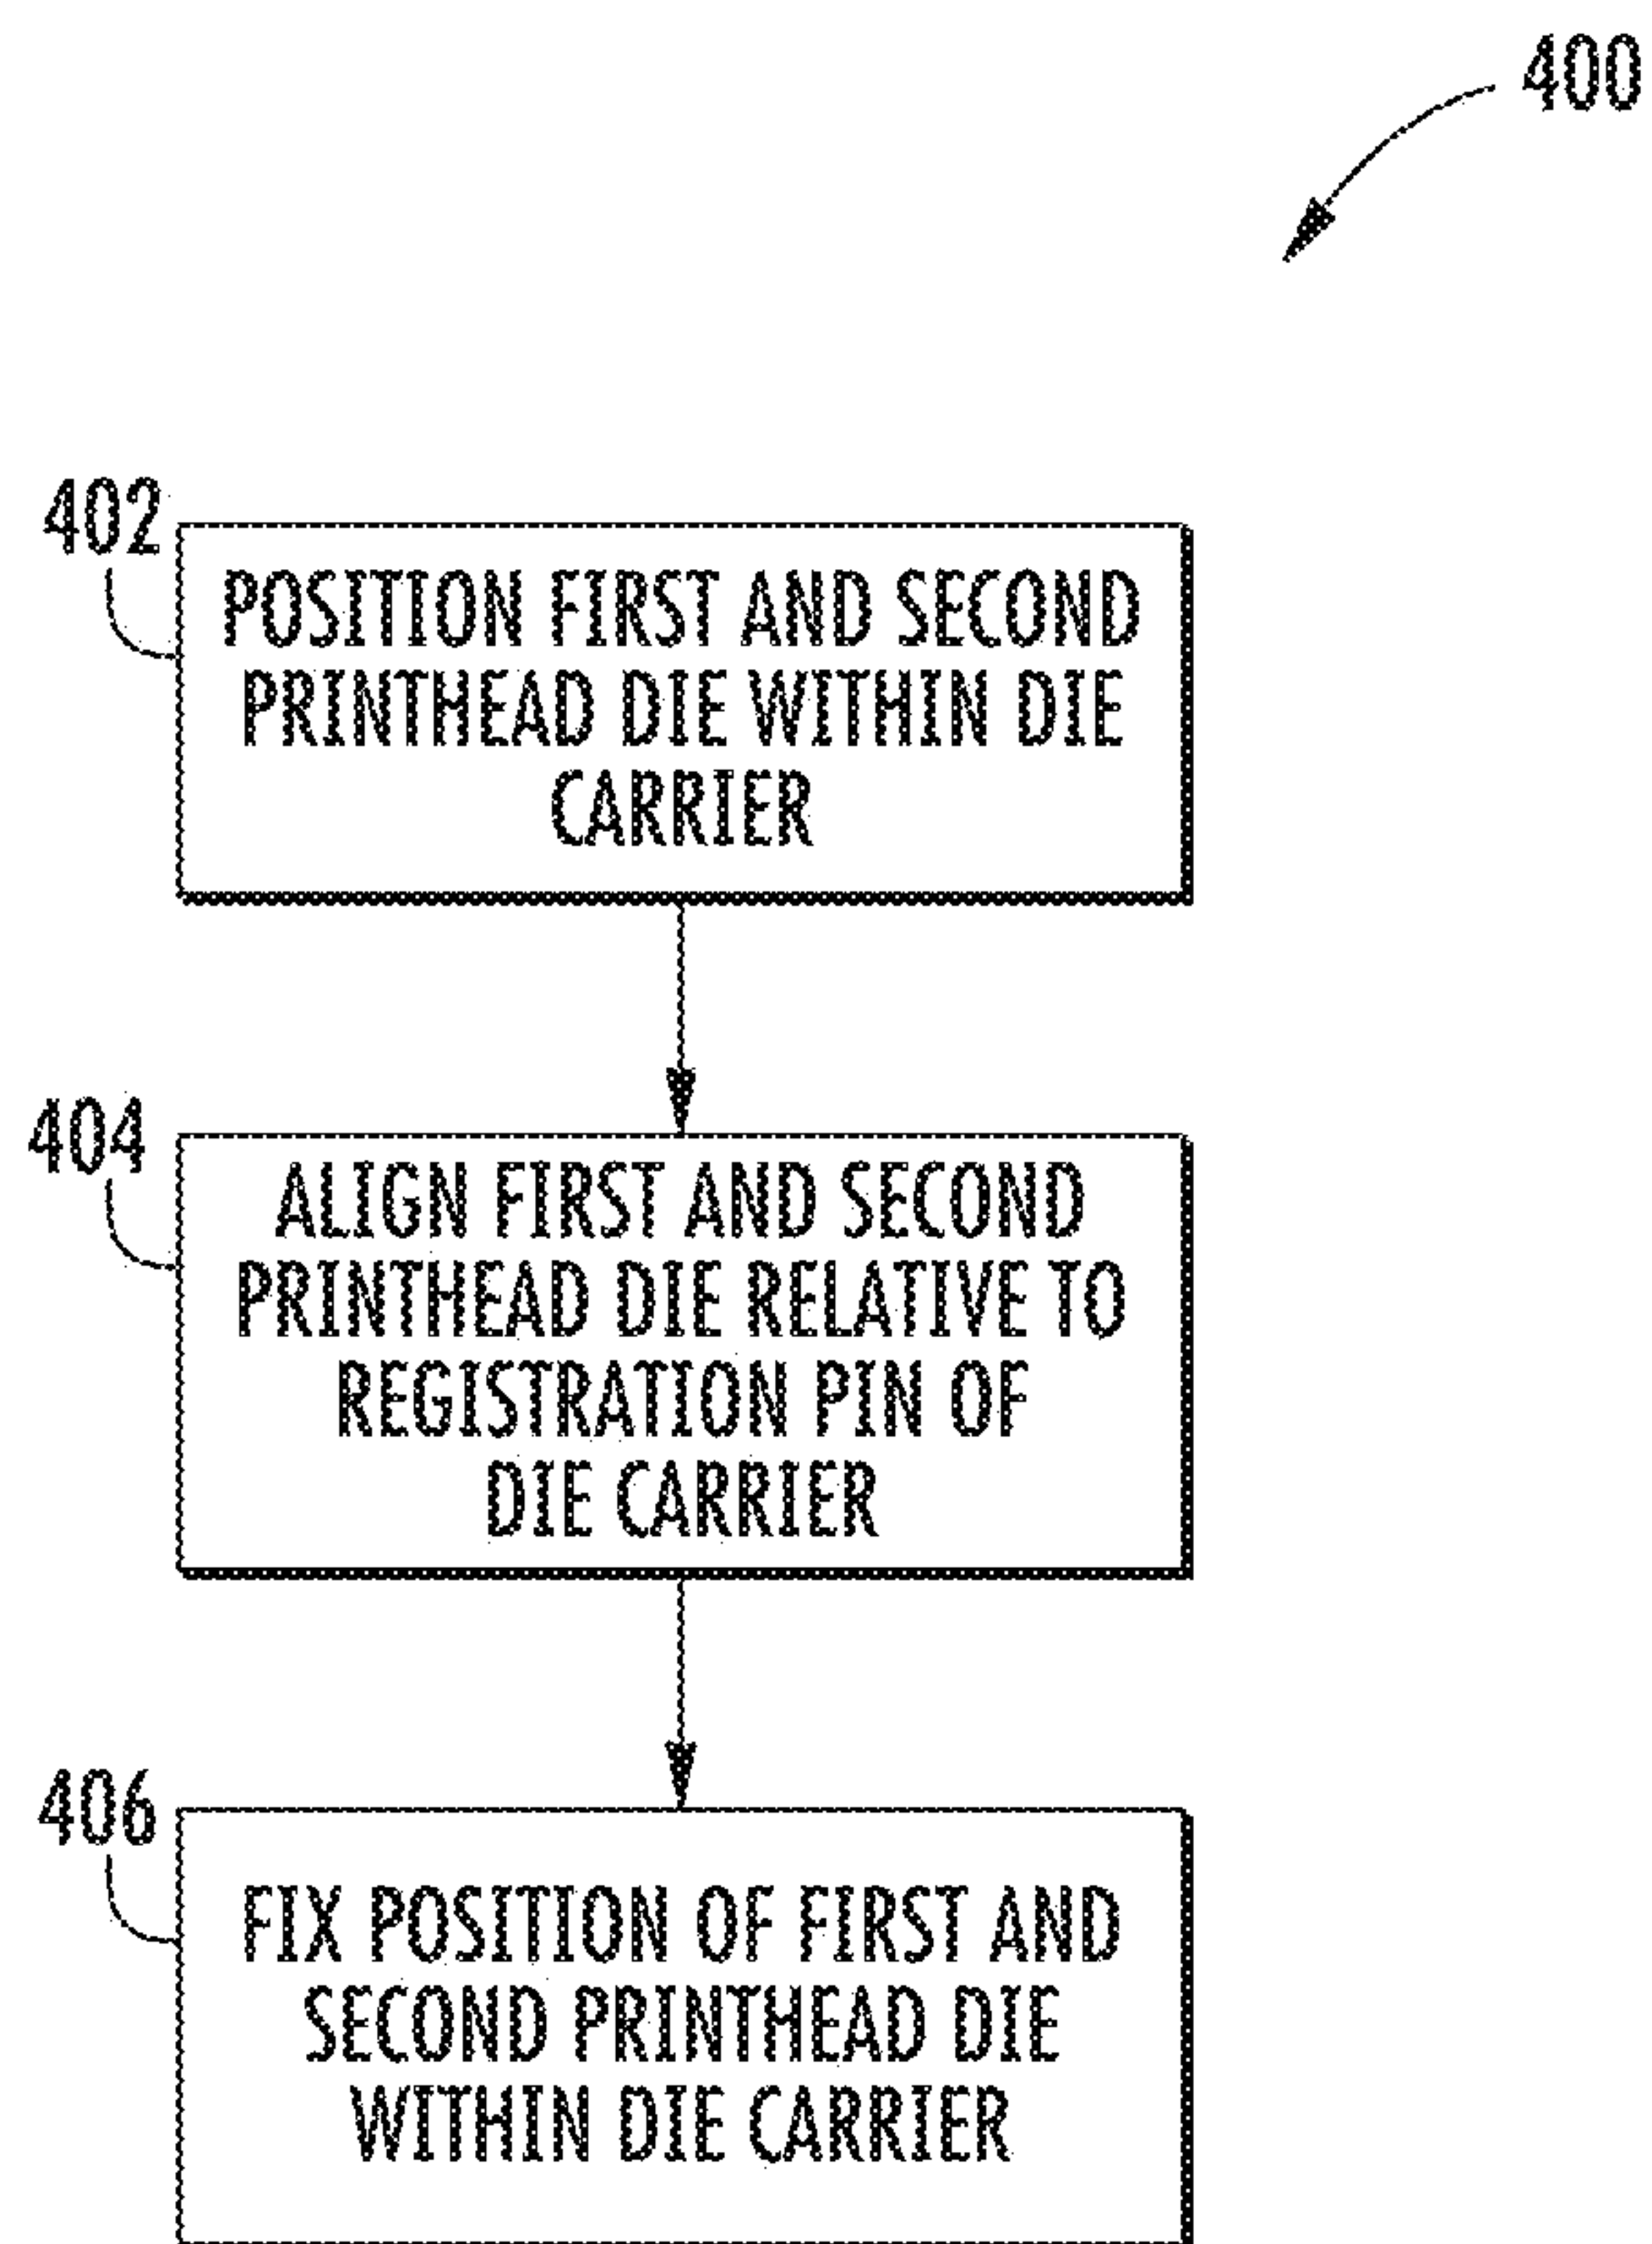 400
402
POSITION FIRST AND SECOND
PRINTHEAD DIE WITHIN DIE
CARRIER
404
ALIGN FIRST AND SECOND
PRINTHEAD DIE RELATIVE TO
REGISTRATION PIN OF
DIE CARRIER
406
FIX POSITION OF FIRST AND
SECOND PRINTHEAD DIE
WITHIN DIE CARRIER